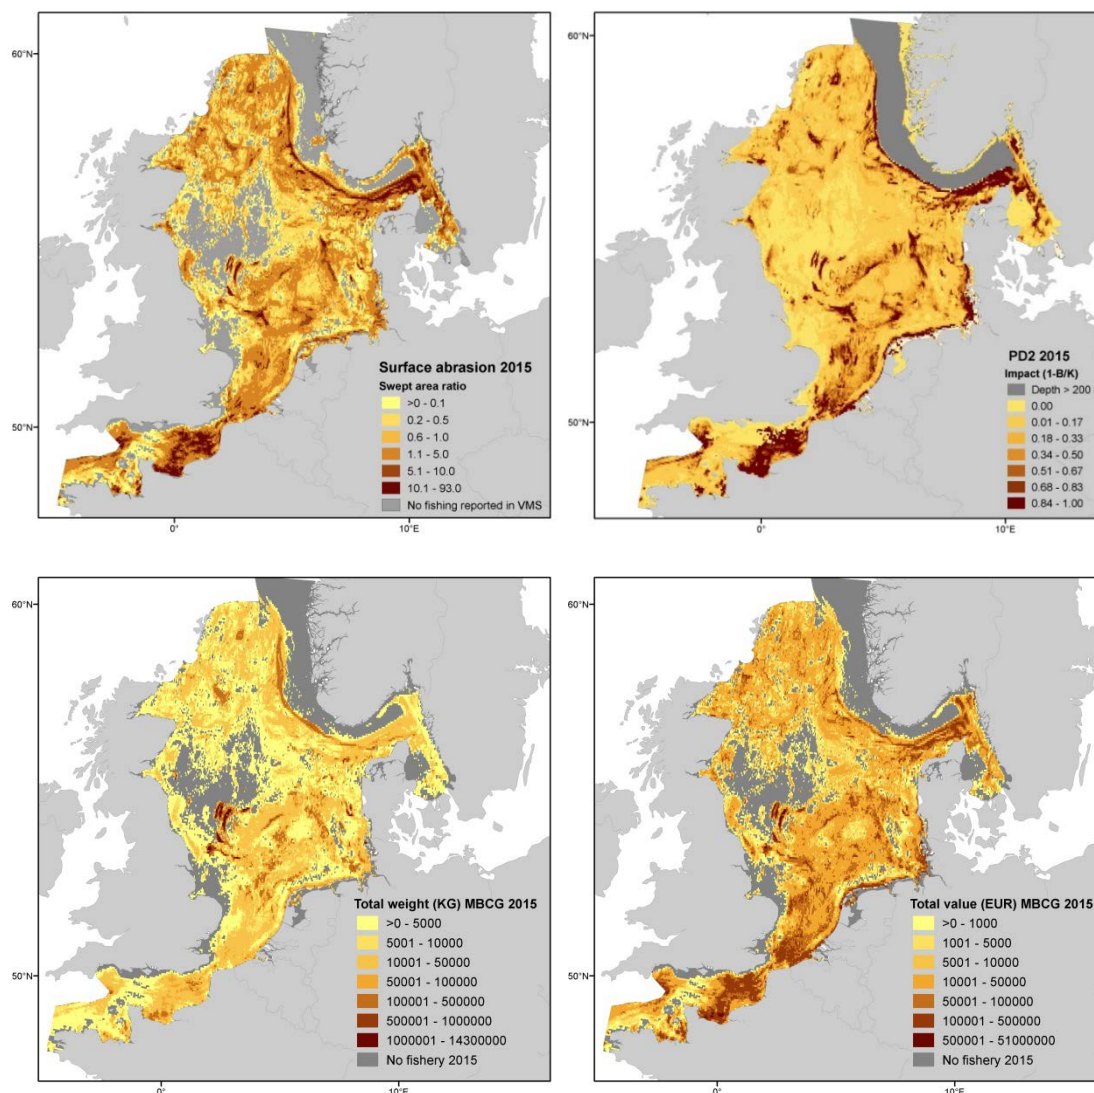 60°N
50°N
0°
10°E
Surface abrasion 2015
Swept area ratio
>0 - 0.1
0.2 - 0.5
0.6 - 1.0
1.1 - 5.0
5.1 - 10.0
10.1 - 93.0
No fishing reported in VMS
60°N
50°N
0°
10°E
PD2 2015
Impact (1-B/K)
Depth > 200
0.00
0.01 - 0.17
0.18 - 0.33
0.34 - 0.50
0.51 - 0.67
0.68 - 0.83
0.84 - 1.00
60°N
50°N
0°
10°E
Total weight (KG) MBCG 2015
>0 - 5000
5001 - 10000
10001 - 50000
50001 - 100000
100001 - 500000
500001 - 1000000
1000001 - 14300000
No fishery 2015
60°N
50°N
0°
10°E
Total value (EUR) MBCG 2015
>0 - 1000
1001 - 5000
5001 - 10000
10001 - 50000
50001 - 100000
100001 - 500000
500001 - 51000000
No fishery 2015